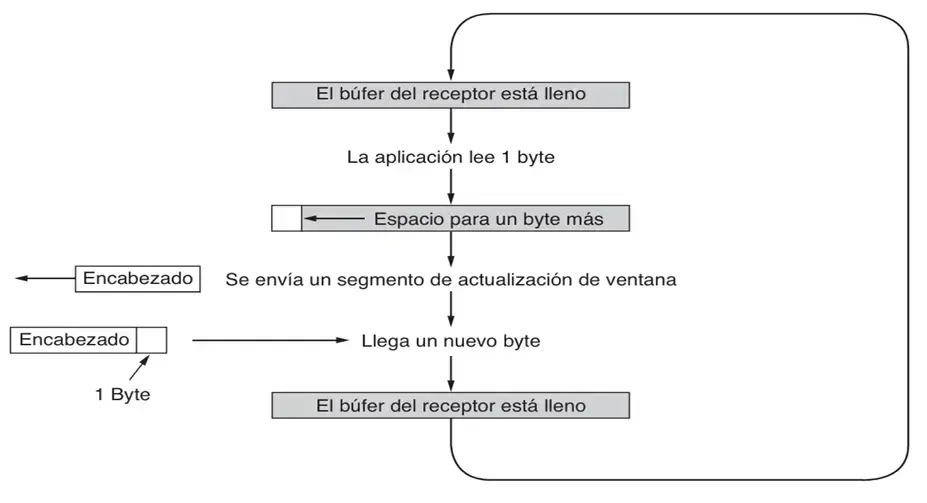 El búfer del receptor está lleno
La aplicación lee 1 byte
Espacio para un byte más
Encabezado
Se envía un segmento de actualización de ventana
Encabezado
Llega un nuevo byte
1 Byte
El búfer del receptor está lleno